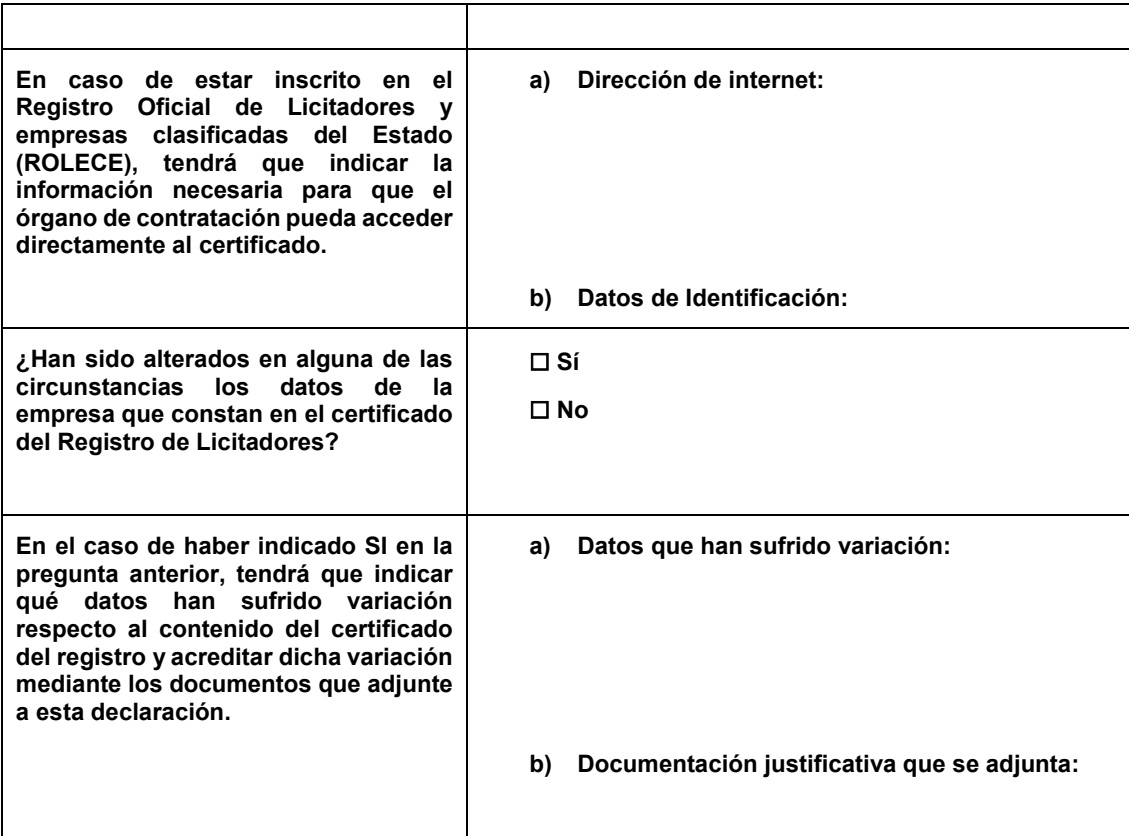 En caso de estar inscrito en el
Registro Oficial de Licitadores y
empresas clasificadas del Estado
(ROLECE), tendrá que indicar la
información necesaria para que el
órgano de contratación pueda acceder
directamente al certificado.
a) Dirección de internet:
b) Datos de Identificación:
¿Han sido alterados en alguna de las
circunstancias los datos de la
empresa que constan en el certificado
del Registro de Licitadores?
☐ Sí
☐ No
En el caso de haber indicado SI en la
pregunta anterior, tendrá que indicar
qué datos han sufrido variación
respecto al contenido del certificado
del registro y acreditar dicha variación
mediante los documentos que adjunte
a esta declaración.
a) Datos que han sufrido variación:
b) Documentación justificativa que se adjunta: